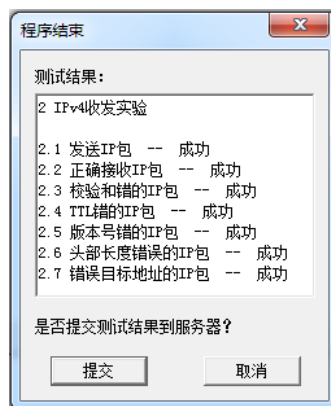 程序结束
测试结果：
2 IPv4收发实验
2.1 发送IP包 -- 成功
2.2 正确接收IP包 -- 成功
2.3 校验和错的IP包 -- 成功
2.4 TTL错的IP包 -- 成功
2.5 版本号错的IP包 -- 成功
2.6 头部长度错误的IP包 -- 成功
2.7 错误目标地址的IP包 -- 成功
是否提交测试结果到服务器？
提交 取消